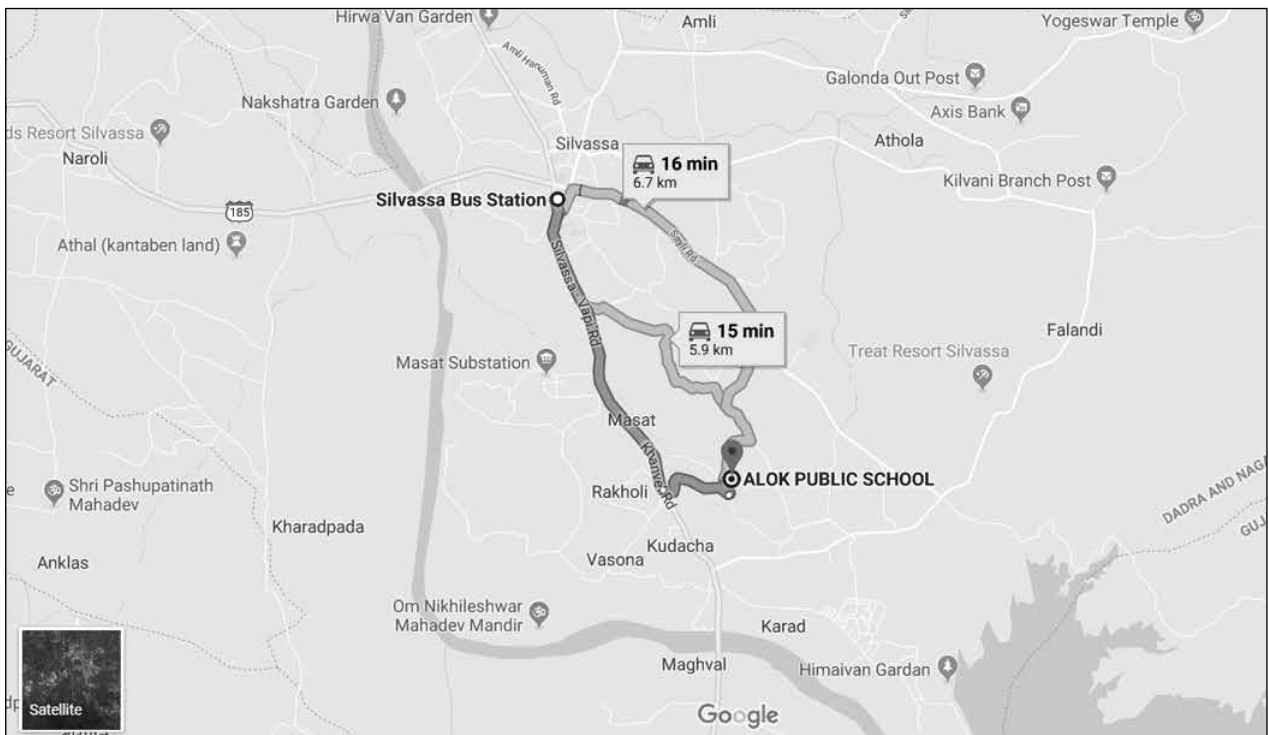 Hirwa Van Garden
Amli
Yogeswar Temple
Amli Hanuman Rd
Galonda Out Post
Nakshatra Garden
Axis Bank
ds Resort Silvassa
Naroli
Silvassa
Athola
16 min
6.7 km
Kilvani Branch Post
Silvassa Bus Station
185
Athal (kantaben land)
Sayli Rd
Silvassa - Vapi Rd
15 min
5.9 km
Falandi
GUJARAT
Masat Substation
Treat Resort Silvassa
Masat
Khanvel Rd
ALOK PUBLIC SCHOOL
e
Shri Pashupatinath
Mahadev
Rakholi
DADRA AND NAGA
GUJ
Kharadpada
Kudacha
Vasona
Anklas
Om Nikhileshwar
Mahadev Mandir
Karad
Maghval
Himaivan Gardan
Satellite
Google